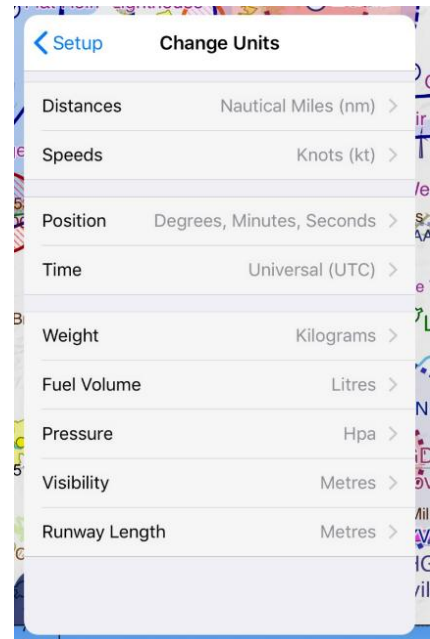 Setup Change Units
Distances Nautical Miles (nm)
Speeds Knots (kt)
Position Degrees, Minutes, Seconds
Time Universal (UTC)
Weight Kilograms
Fuel Volume Litres
Pressure Hpa
Visibility Metres
Runway Length Metres